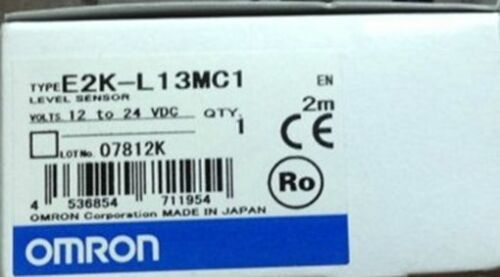 TYPE E2K-L13MC1 EN
LEVEL SENSOR 2m
VOLTS 12 to 24 VDC QTY.
1
CE
LOT No. 07812K
Ro
4 536854 711954
OMRON Corporation MADE IN JAPAN
OMRON